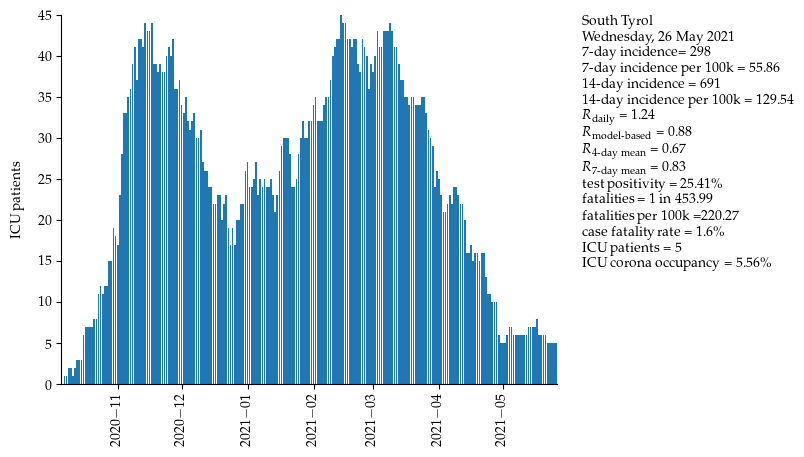 South Tyrol
Wednesday, 26 May 2021
7-day incidence= 298
7-day incidence per 100k = 55.86
14-day incidence = 691
14-day incidence per 100k = 129.54
R daily = 1.24
R model-based = 0.88
R 4-day mean = 0.67
R 7-day mean = 0.83
test positivity = 25.41%
fatalities = 1 in 453.99
fatalities per 100k =220.27
case fatality rate = 1.6%
ICU patients = 5
ICU corona occupancy = 5.56%
ICU patients
45
40
35
30
25
20
15
10
5
0
2020−11
2020−12
2021−01
2021−02
2021−03
2021−04
2021−05